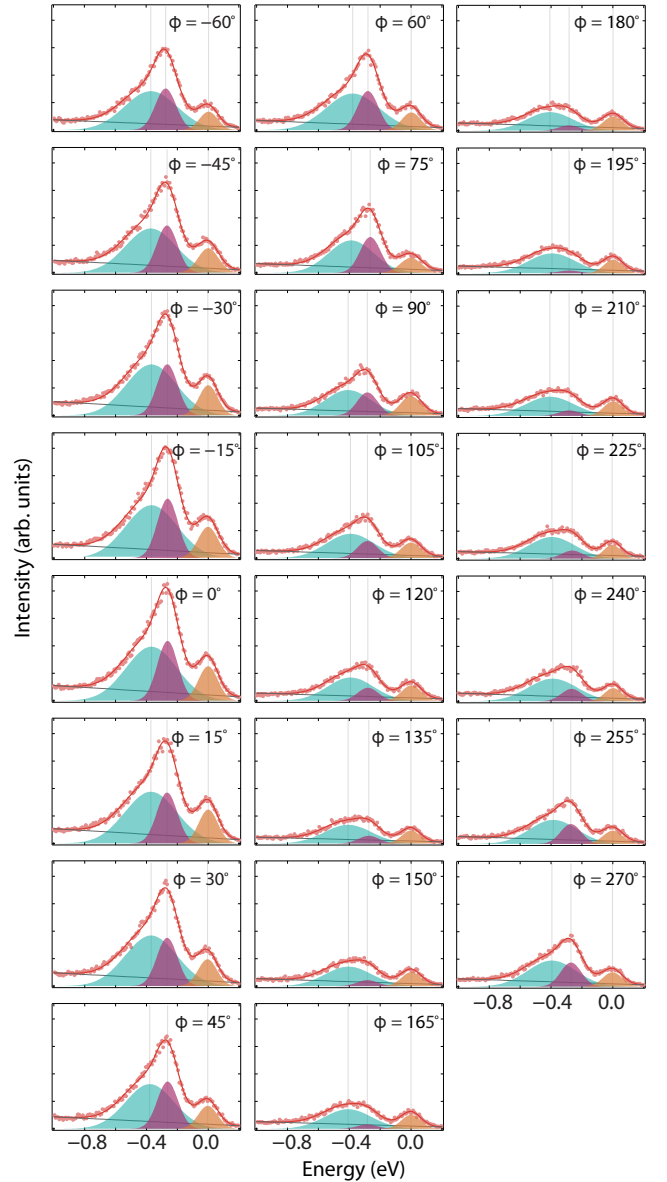 Φ = −60°
Φ = 60°
Φ = 180°
Φ = −45°
Φ = 75°
Φ = 195°
Φ = −30°
Φ = 90°
Φ = 210°
Φ = −15°
Φ = 105°
Φ = 225°
Φ = 0°
Φ = 120°
Φ = 240°
Φ = 15°
Φ = 135°
Φ = 255°
Φ = 30°
Φ = 150°
Φ = 270°
−0.8 −0.4 0.0
Φ = 45°
Φ = 165°
−0.8 −0.4 0.0
−0.8 −0.4 0.0
Intensity (arb. units)
Energy (eV)